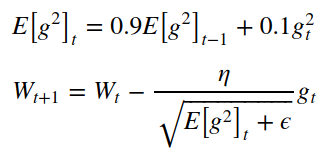 E[g²]ₜ = 0.9E[g²]ₜ₋₁ + 0.1gₜ²
Wₜ₊₁ = Wₜ − η / √(E[g²]ₜ + ϵ) gₜ